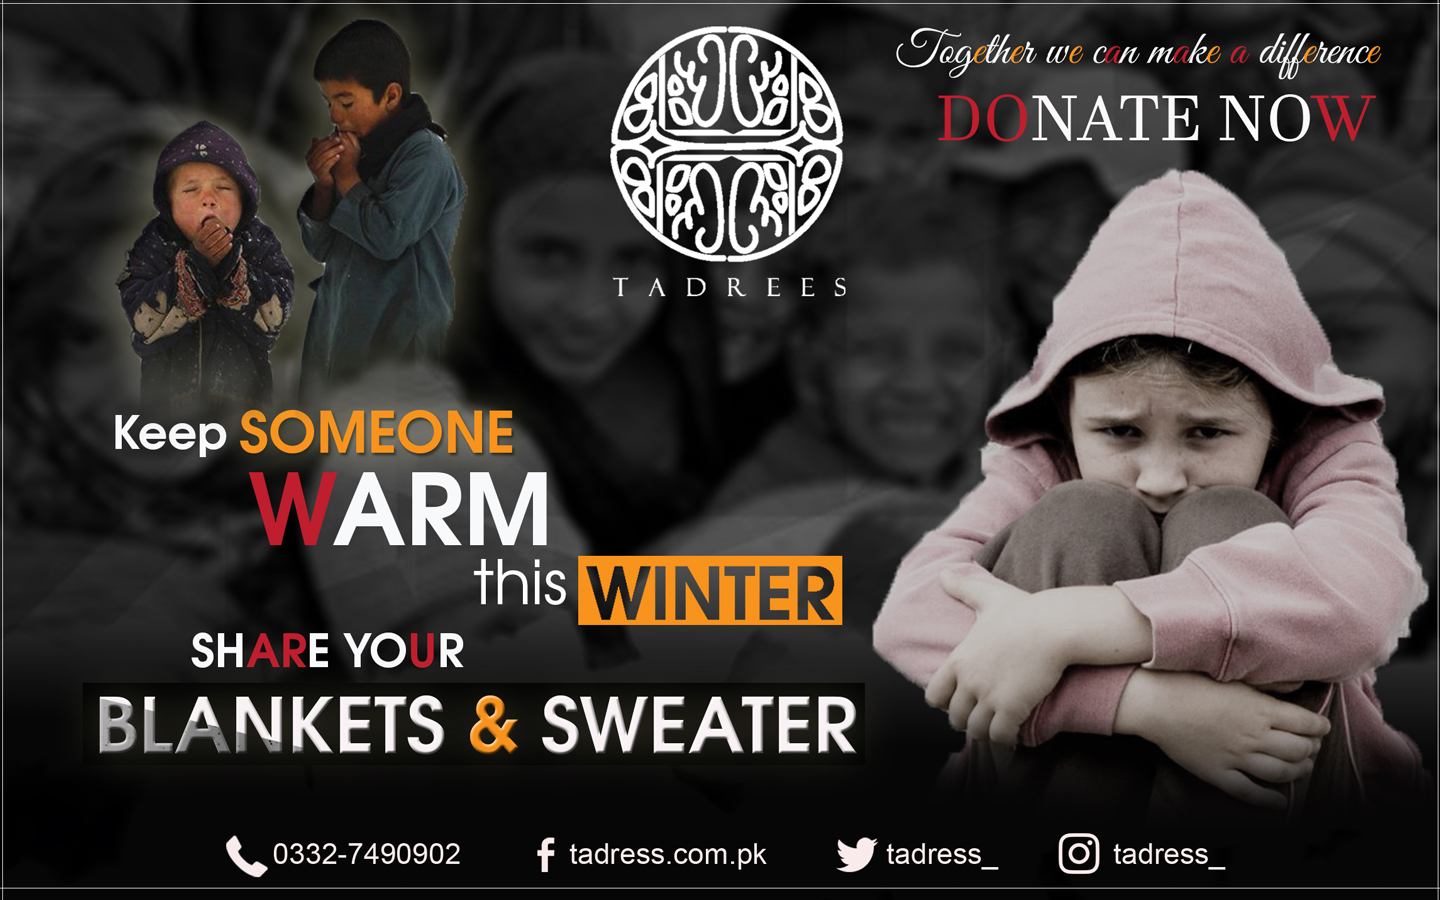 Together we can make a difference
DONATE NOW
TADREES
Keep SOMEONE
WARM
this WINTER
SHARE YOUR
BLANKETS & SWEATER
0332-7490902
tadress.com.pk
tadress_
tadress_